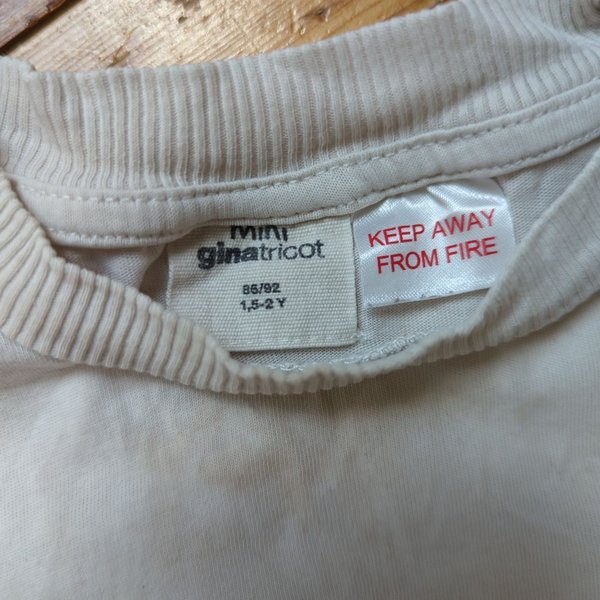 mini
ginatricot
86/92
1,5-2 Y
KEEP AWAY
FROM FIRE